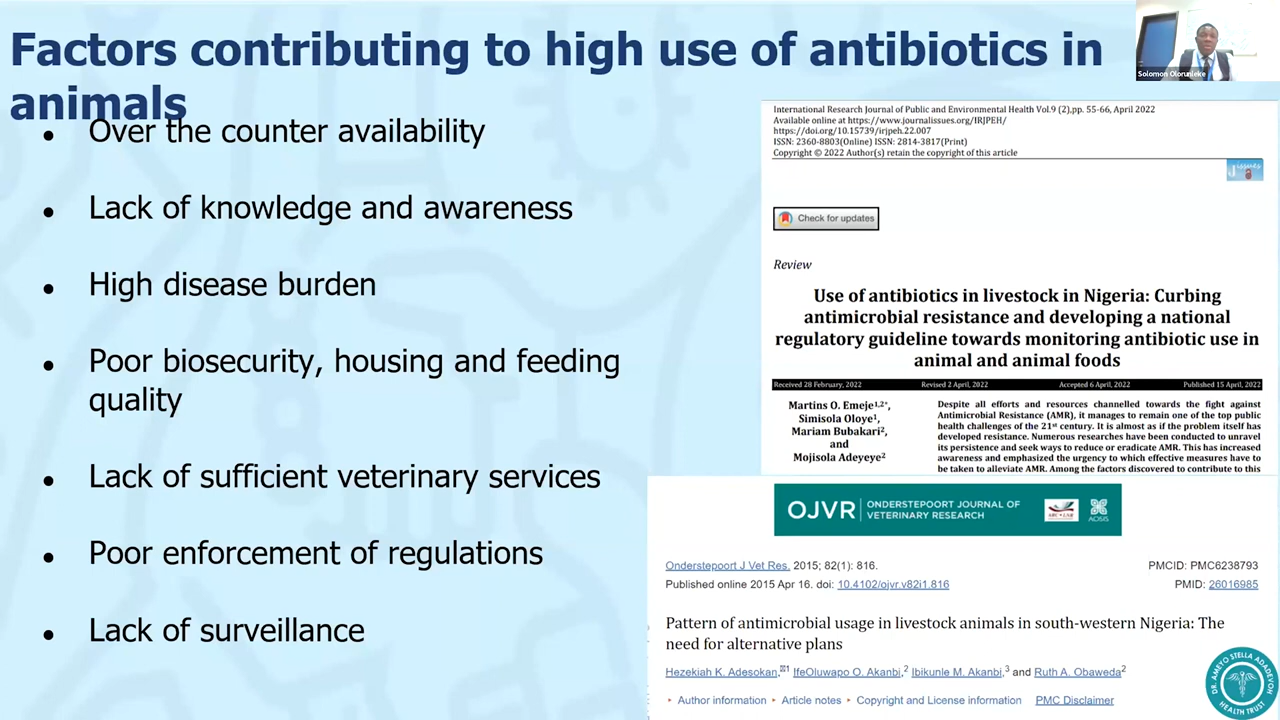 Factors contributing to high use of antibiotics in
animals
• Over the counter availability
• Lack of knowledge and awareness
• High disease burden
• Poor biosecurity, housing and feeding
quality
• Lack of sufficient veterinary services
• Poor enforcement of regulations
• Lack of surveillance
Solomon Olorunleke
International Research Journal of Public and Environmental Health Vol.9 (2),pp. 55-66, April 2022
Available online at https://www.journalissues.org/IRJPEH/
https://doi.org/10.15739/irjpeh.22.007
ISSN: 2360-8803(Online) ISSN: 2814-3817(Print)
Copyright © 2022 Author(s) retain the copyright of this article
Jissues
Check for updates
Review
Use of antibiotics in livestock in Nigeria: Curbing
antimicrobial resistance and developing a national
regulatory guideline towards monitoring antibiotic use in
animal and animal foods
Received 28 February, 2022 Revised 2 April, 2022 Accepted 6 April, 2022 Published 15 April, 2022
Martins O. Emeje1,2*,
Simisola Oloye1,
Mariam Bubakari2,
and
Mojisola Adeyeye2
Despite all efforts and resources channelled towards the fight against
Antimicrobial Resistance (AMR), it manages to remain one of the top public
health challenges of the 21st century. It is almost as if the problem itself has
developed resistance. Numerous researches have been conducted to unravel
its persistence and seek ways to reduce or eradicate AMR. This has increased
awareness and emphasized the urgency to which effective measures have to
be taken to alleviate AMR. Among the factors discovered to contribute to this
OJVR ONDERSTEPOORT JOURNAL OF
VETERINARY RESEARCH
AOSIS
Onderstepoort J Vet Res. 2015; 82(1): 816. PMCID: PMC6238793
Published online 2015 Apr 16. doi: 10.4102/ojvr.v82i1.816 PMID: 26016985
Pattern of antimicrobial usage in livestock animals in south-western Nigeria: The
need for alternative plans
Hezekiah K. Adesokan,✉1 IfeOluwapo O. Akanbi,2 Ibikunle M. Akanbi,3 and Ruth A. Obaweda2
▸ Author information ▸ Article notes ▸ Copyright and License information PMC Disclaimer
DR. AMEYO STELLA ADADEVOH
HEALTH TRUST